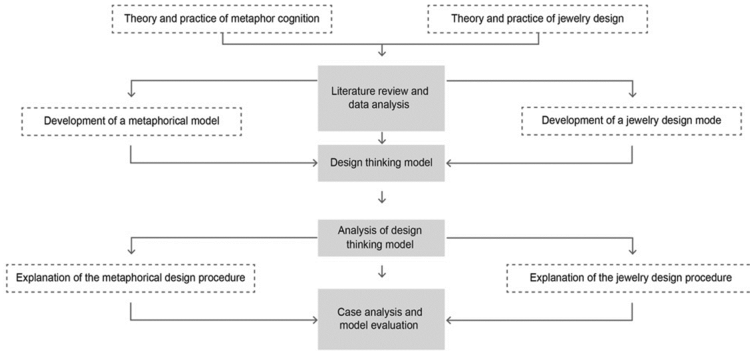 Theory and practice of metaphor cognition
Theory and practice of jewelry design
Literature review and
data analysis
Development of a metaphorical model
Development of a jewelry design mode
Design thinking model
Analysis of design
thinking model
Explanation of the metaphorical design procedure
Explanation of the jewelry design procedure
Case analysis and
model evaluation